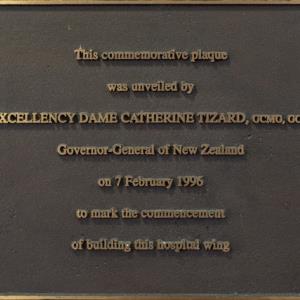 This commemorative plaque
was unveiled by
XCELLENCY DAME CATHERINE TIZARD, GCMG, GC
Governor-General of New Zealand
on 7 February 1996
to mark the commencement
of building this hospital wing